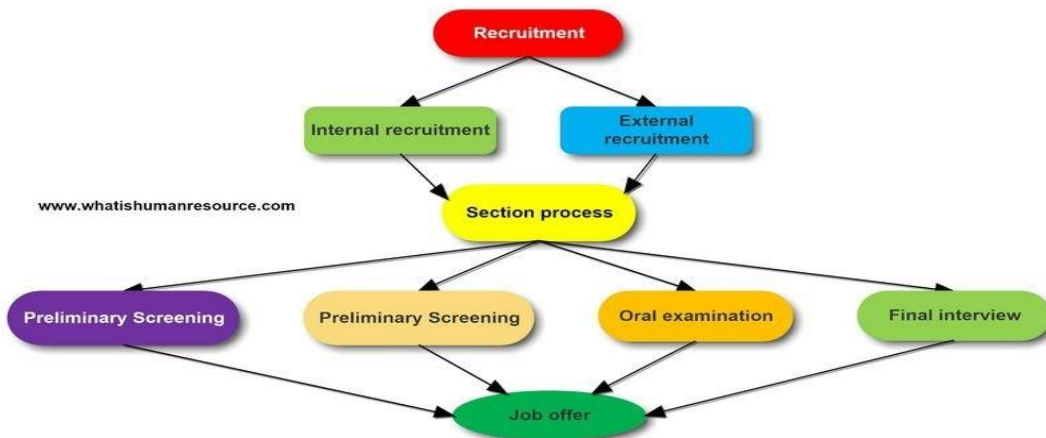 Recruitment
Internal recruitment
External
recruitment
www.whatishumanresource.com
Section process
Preliminary Screening
Preliminary Screening
Oral examination
Final interview
Job offer